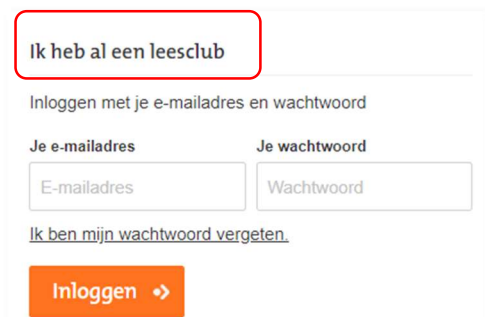 Ik heb al een leesclub
Inloggen met je e-mailadres en wachtwoord
Je e-mailadres Je wachtwoord
E-mailadres Wachtwoord
Ik ben mijn wachtwoord vergeten.
Inloggen